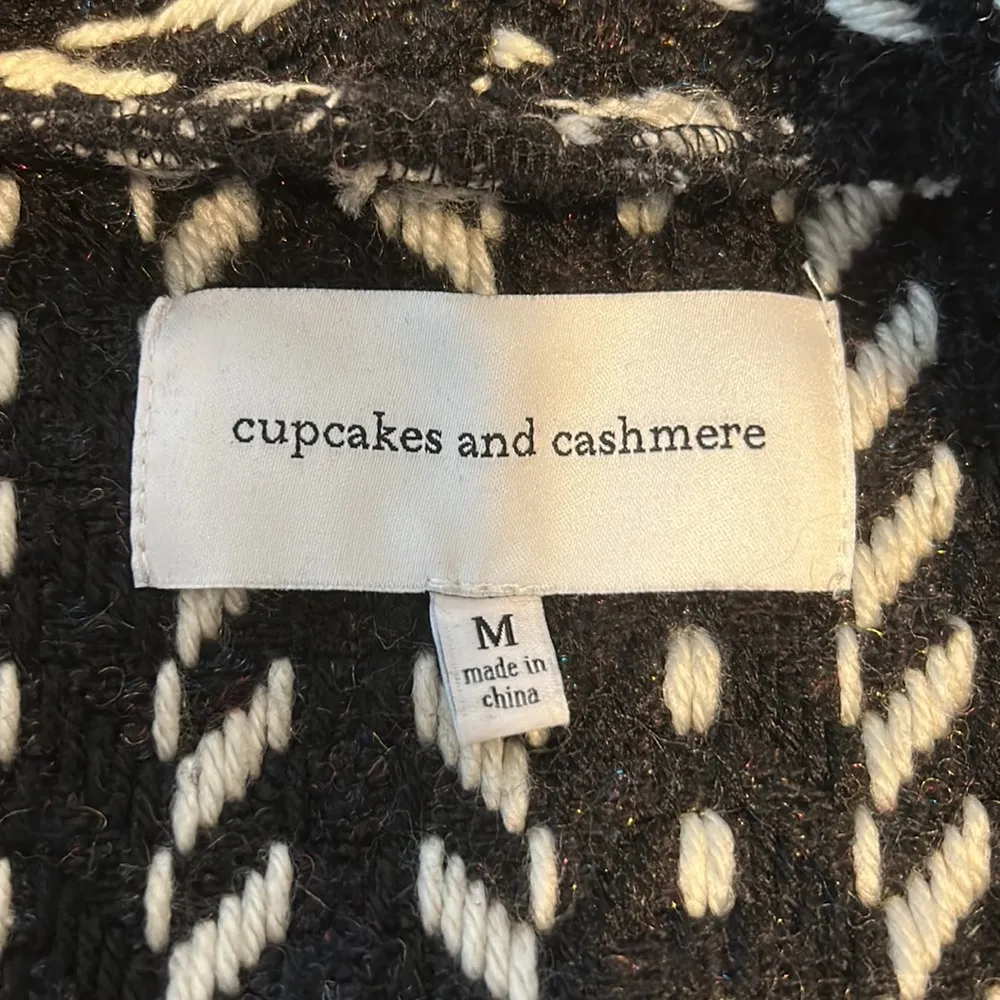 cupcakes and cashmere
M
made in
china